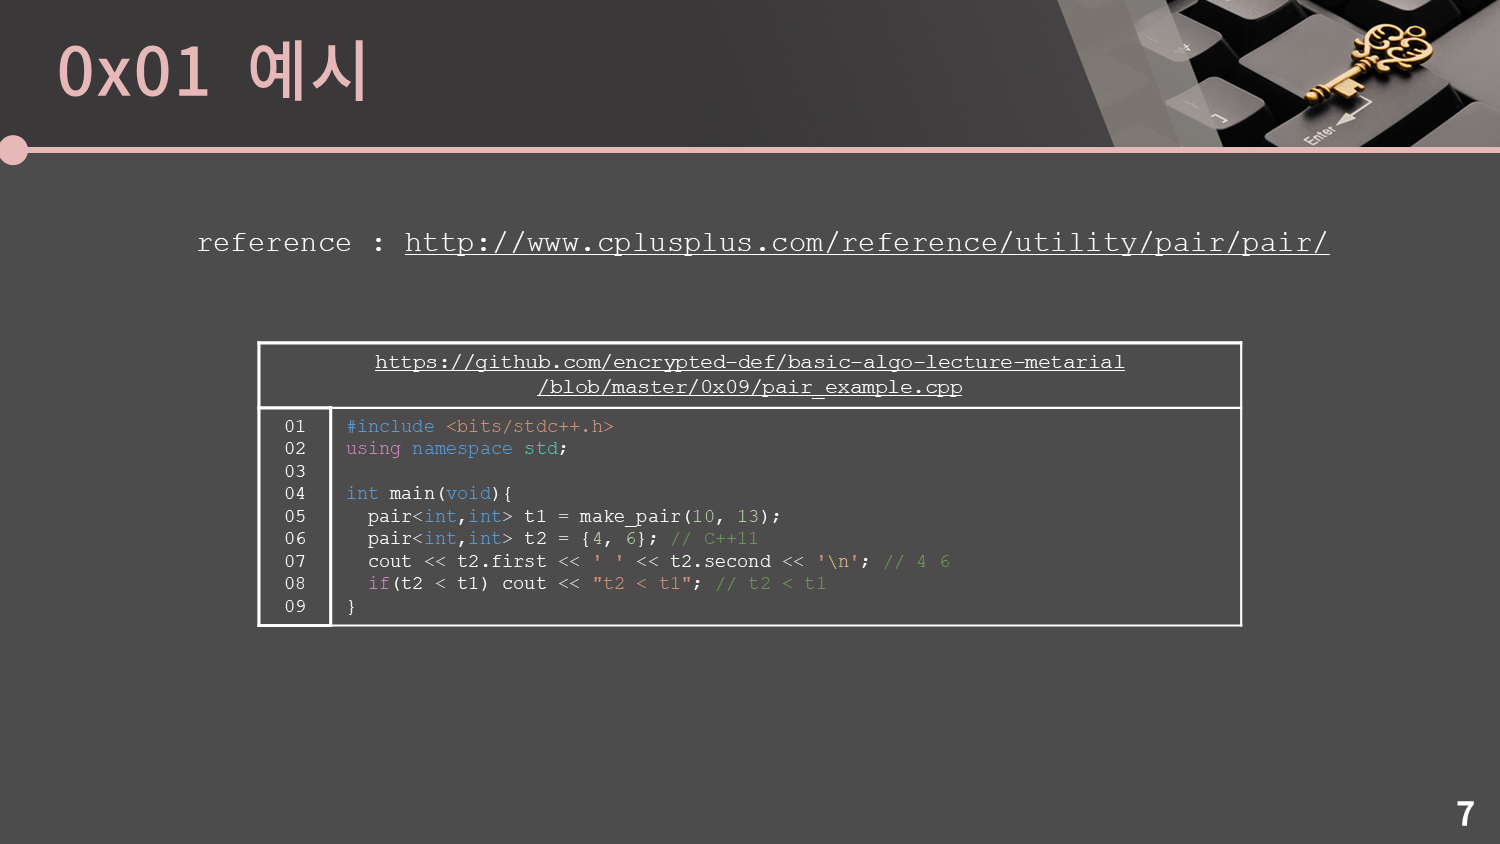 0x01 예시
Enter
reference : http://www.cplusplus.com/reference/utility/pair/pair/
https://github.com/encrypted-def/basic-algo-lecture-metarial
/blob/master/0x09/pair_example.cpp
01 #include <bits/stdc++.h>
02 using namespace std;
03
04 int main(void){
05   pair<int,int> t1 = make_pair(10, 13);
06   pair<int,int> t2 = {4, 6}; // C++11
07   cout << t2.first << ' ' << t2.second << '\n'; // 4 6
08   if(t2 < t1) cout << "t2 < t1"; // t2 < t1
09 }
7